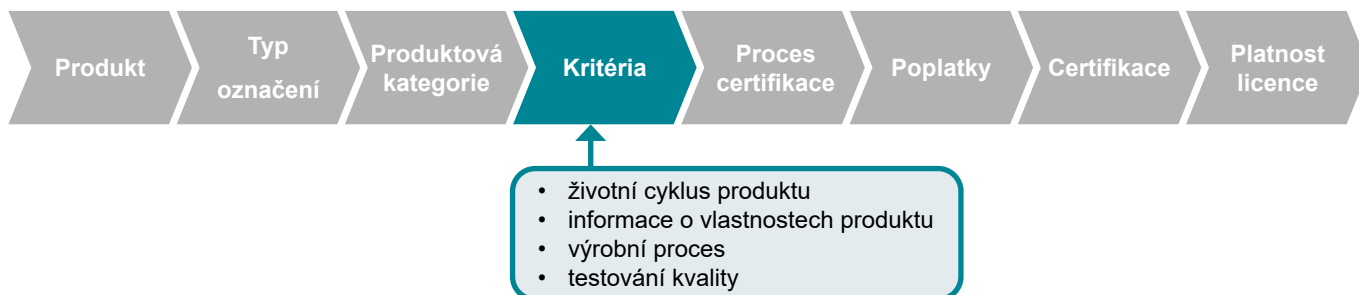 Produkt
Typ
označení
Produktová
kategorie
Kritéria
Proces
certifikace
Poplatky
Certifikace
Platnost
licence
• životní cyklus produktu
• informace o vlastnostech produktu
• výrobní proces
• testování kvality